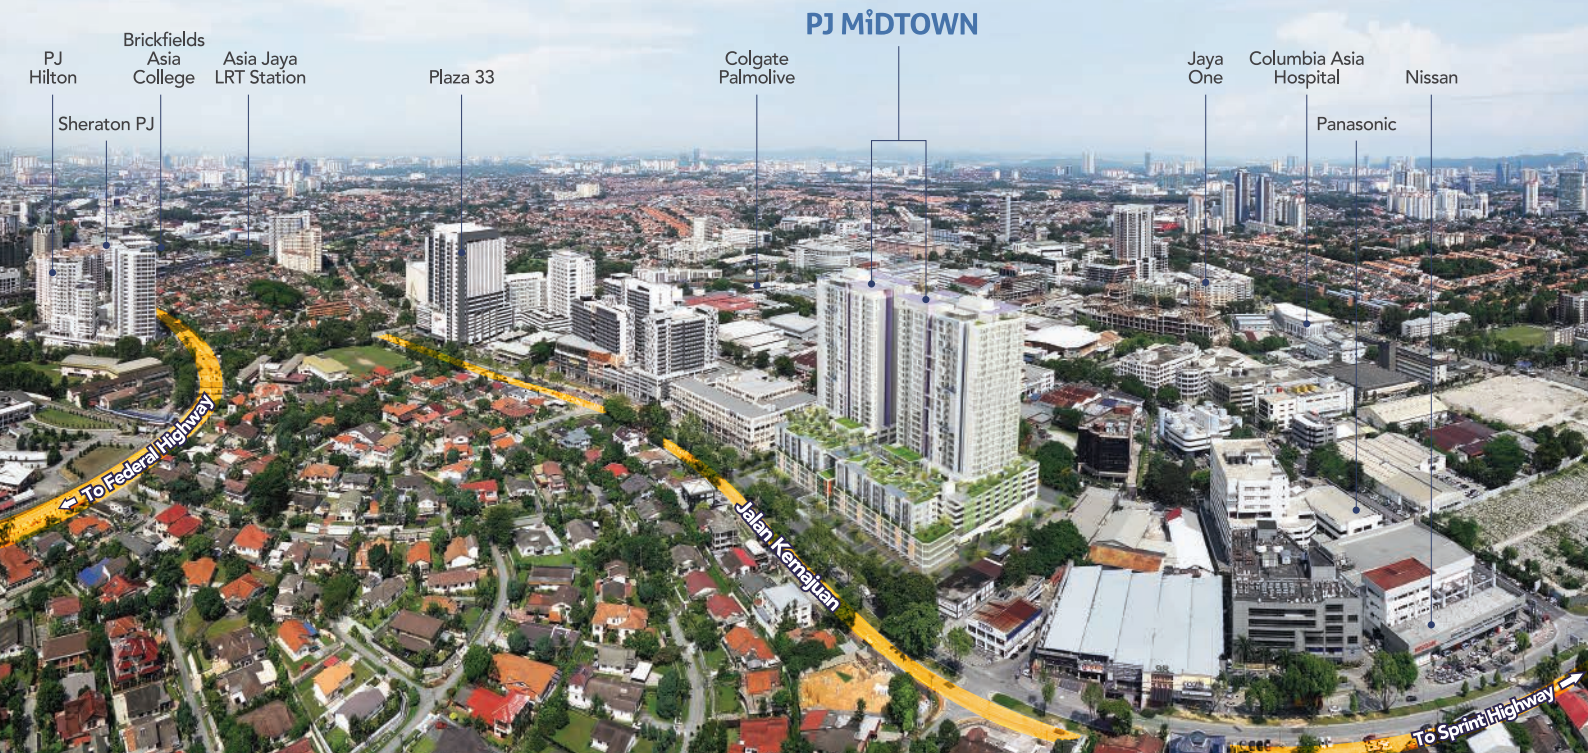 PJ MiDTOWN
PJ
Hilton
Brickfields
Asia
College
Asia Jaya
LRT Station
Plaza 33
Colgate
Palmolive
Jaya
One
Columbia Asia
Hospital
Nissan
Sheraton PJ
Panasonic
To Federal Highway
Jalan Kemajuan
To Sprint Highway